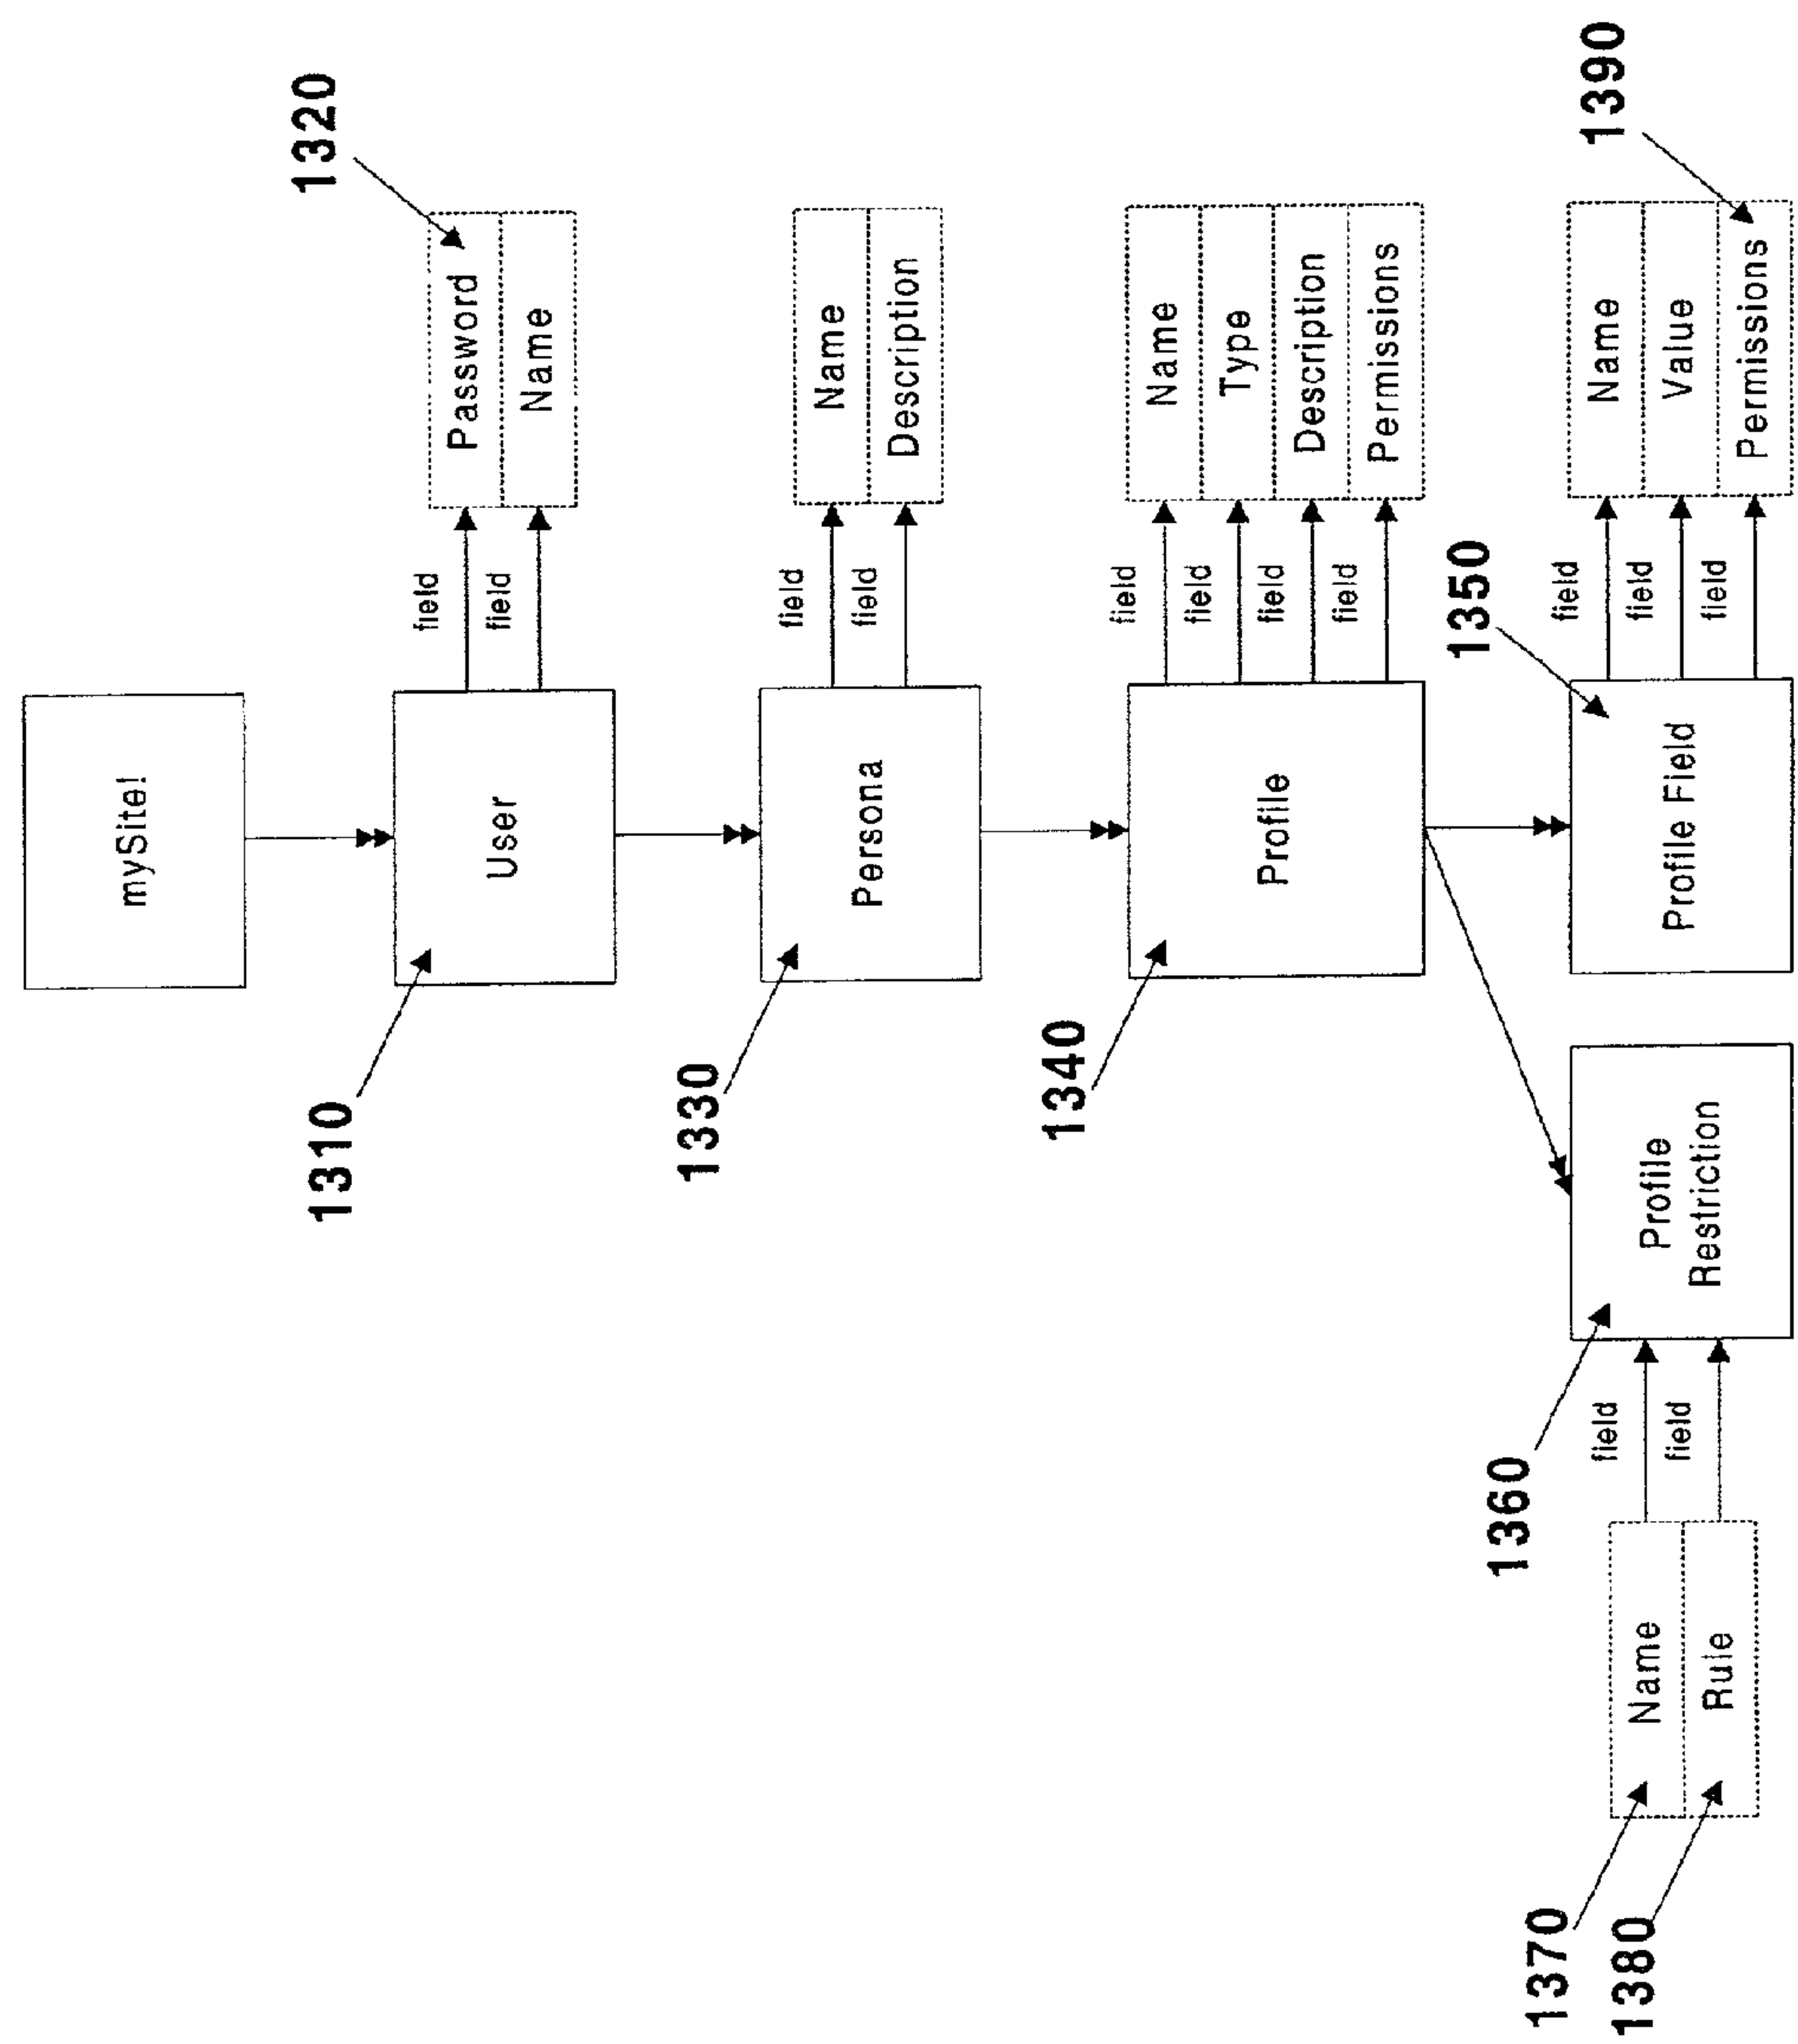 mySite!
1310
1320
User
field
Password
field
Name
1330
Persona
field
Name
field
Description
1340
Profile
field
Name
field
Type
field
Description
field
Permissions
1370
1380
Name
Rule
field
field
1360
Profile
Restriction
1350
Profile Field
field
Name
field
Value
field
Permissions
1390